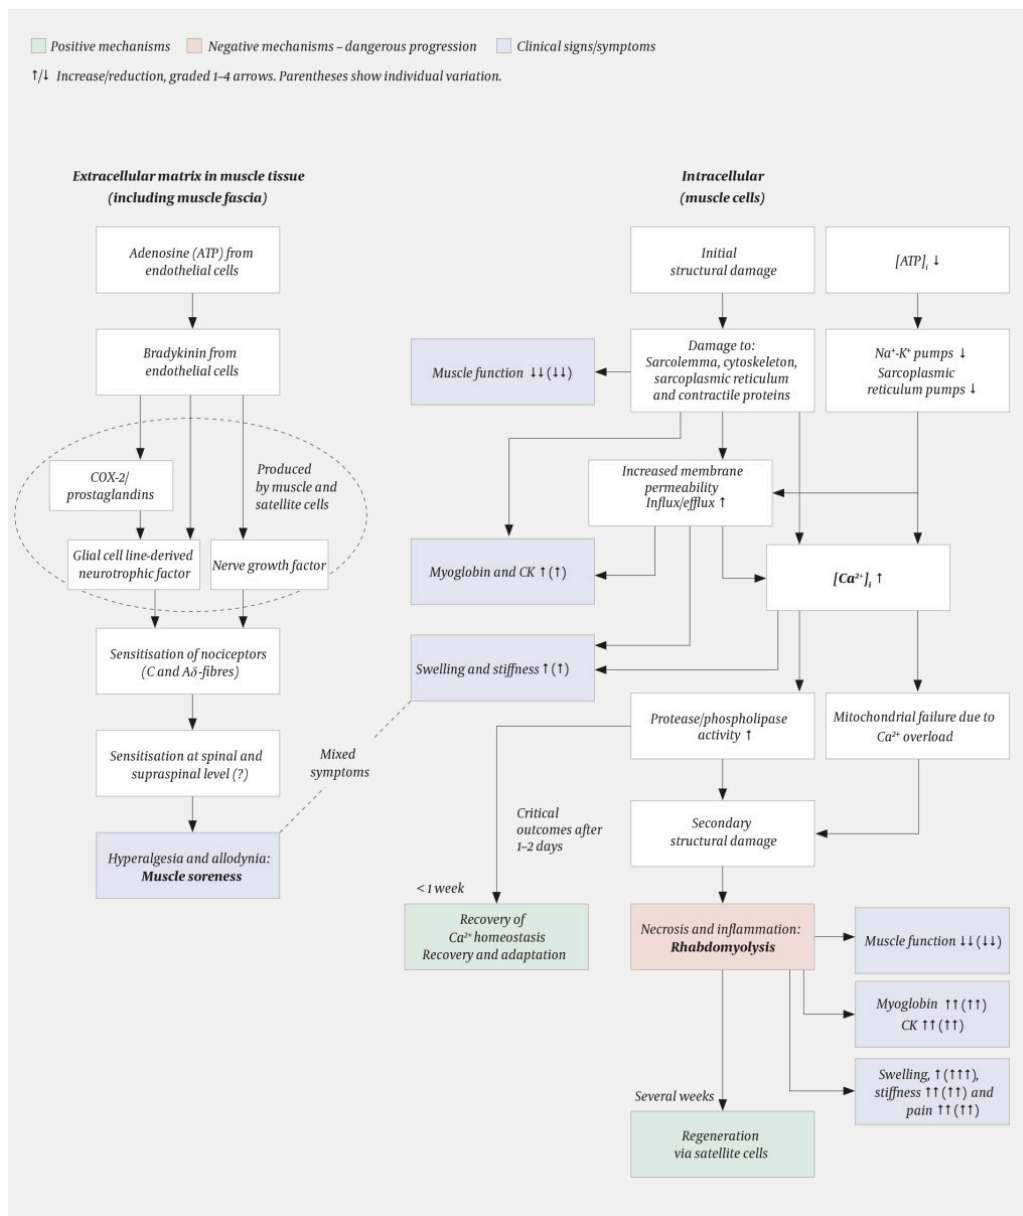 Positive mechanisms
Negative mechanisms – dangerous progression
Clinical signs/symptoms
↑/↓ Increase/reduction, graded 1–4 arrows. Parentheses show individual variation.
Extracellular matrix in muscle tissue
(including muscle fascia)
Adenosine (ATP) from
endothelial cells
Bradykinin from
endothelial cells
COX-2/
prostaglandins
Produced
by muscle and
satellite cells
Glial cell line-derived
neurotrophic factor
Nerve growth factor
Sensitisation of nociceptors
(C and Aδ-fibres)
Sensitisation at spinal and
supraspinal level (?)
Hyperalgesia and allodynia:
Muscle soreness
Mixed
symptoms
Intracellular
(muscle cells)
Initial
structural damage
[ATP]i ↓
Damage to:
Sarcolemma, cytoskeleton,
sarcoplasmic reticulum
and contractile proteins
Na⁺-K⁺ pumps ↓
Sarcoplasmic
reticulum pumps ↓
Muscle function ↓↓(↓↓)
Increased membrane
permeability
Influx/efflux ↑
Myoglobin and CK ↑(↑)
[Ca²⁺]i ↑
Swelling and stiffness ↑(↑)
Protease/phospholipase
activity ↑
Mitochondrial failure due to
Ca²⁺ overload
Critical
outcomes after
1–2 days
Secondary
structural damage
<1 week
Recovery of
Ca²⁺ homeostasis
Recovery and adaptation
Necrosis and inflammation:
Rhabdomyolysis
Muscle function ↓↓(↓↓)
Myoglobin ↑↑(↑↑)
CK ↑↑(↑↑)
Swelling, ↑(↑↑↑),
stiffness ↑↑(↑↑) and
pain ↑↑(↑↑)
Several weeks
Regeneration
via satellite cells